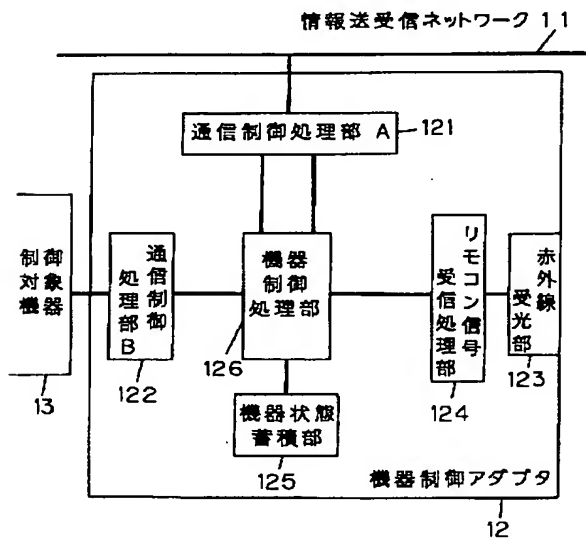 情報送受信ネットワーク 11
通信制御処理部 A
121
制御
対象
機器
13
通信制御
処理部B
122
機器
制御
処理部
126
リモコン信号
受信処理部
124
赤外線
受光部
123
機器状態
蓄積部
125
機器制御アダプタ
12